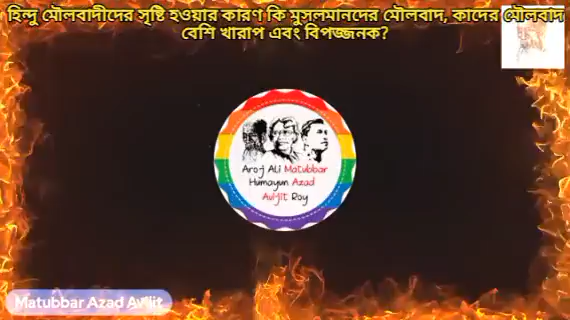 হিন্দু মৌলবাদীদের সৃষ্টি হওয়ার কারণ কি মুসলমানদের মৌলবাদ, কাদের মৌলবাদ
বেশি খারাপ এবং বিপজ্জনক?
Aroj Ali Matubbar
Humayun Azad
Avijit Roy
Matubbar Azad Avijit